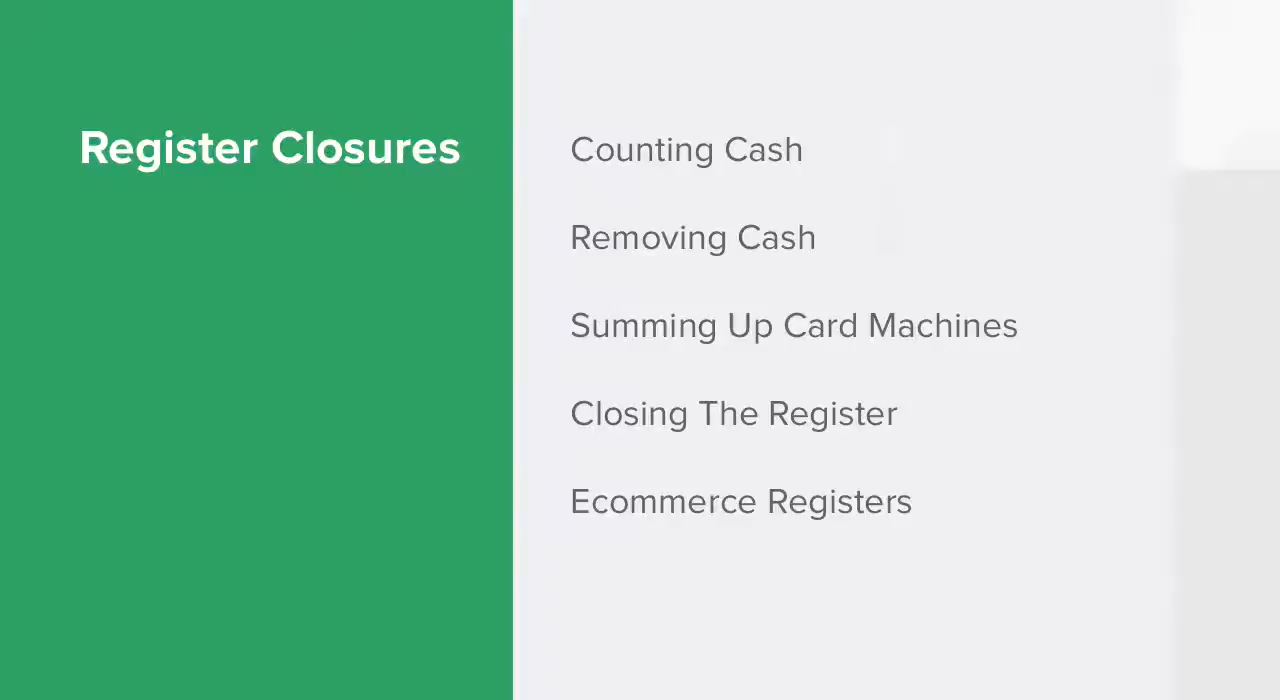 Register Closures
Counting Cash
Removing Cash
Summing Up Card Machines
Closing The Register
Ecommerce Registers